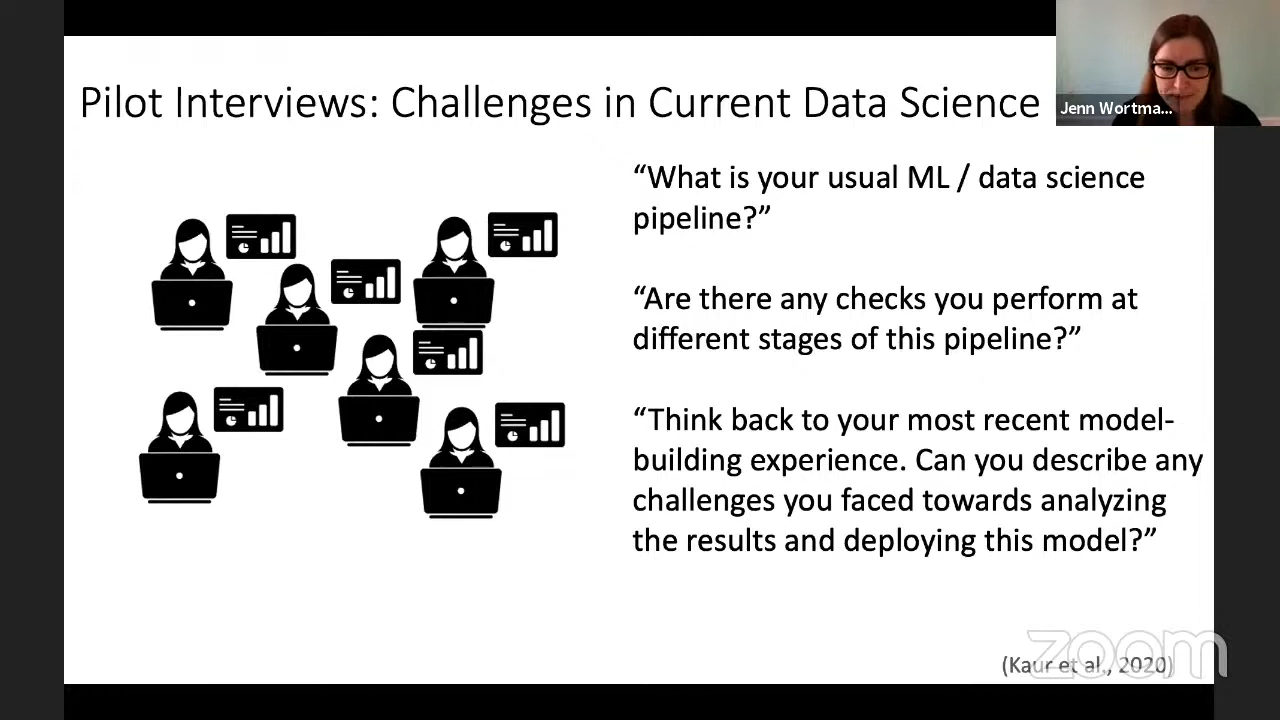 Pilot Interviews: Challenges in Current Data Science
Jenn Wortma...
“What is your usual ML / data science
pipeline?”
“Are there any checks you perform at
different stages of this pipeline?”
“Think back to your most recent model-
building experience. Can you describe any
challenges you faced towards analyzing
the results and deploying this model?”
(Kaur et al., 2020)
zoom